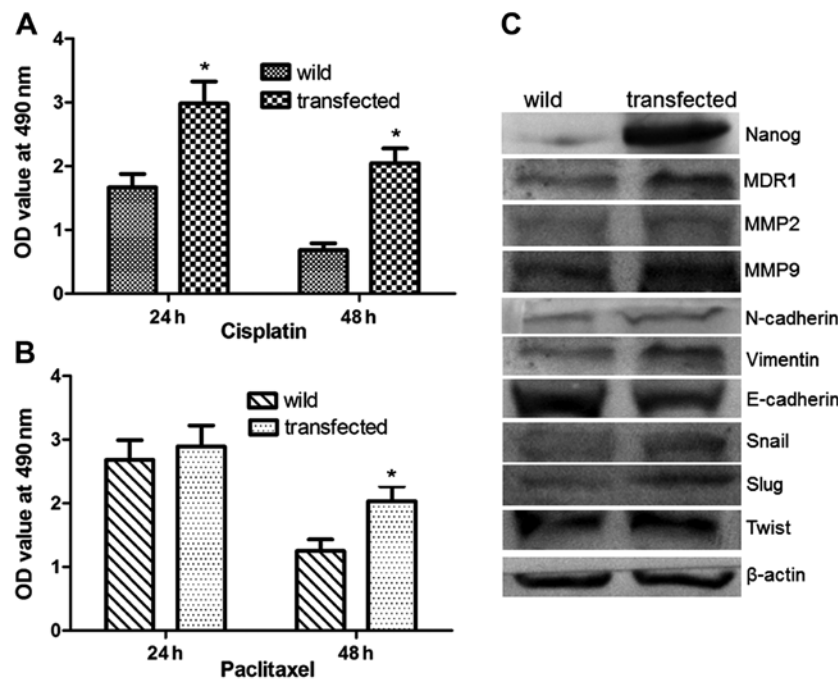 A
OD value at 490 nm
4
3
2
1
0
wild
transfected
*
*
24 h
48 h
Cisplatin
B
OD value at 490 nm
4
3
2
1
0
wild
transfected
*
24 h
48 h
Paclitaxel
C
wild transfected
Nanog
MDR1
MMP2
MMP9
N-cadherin
Vimentin
E-cadherin
Snail
Slug
Twist
β-actin